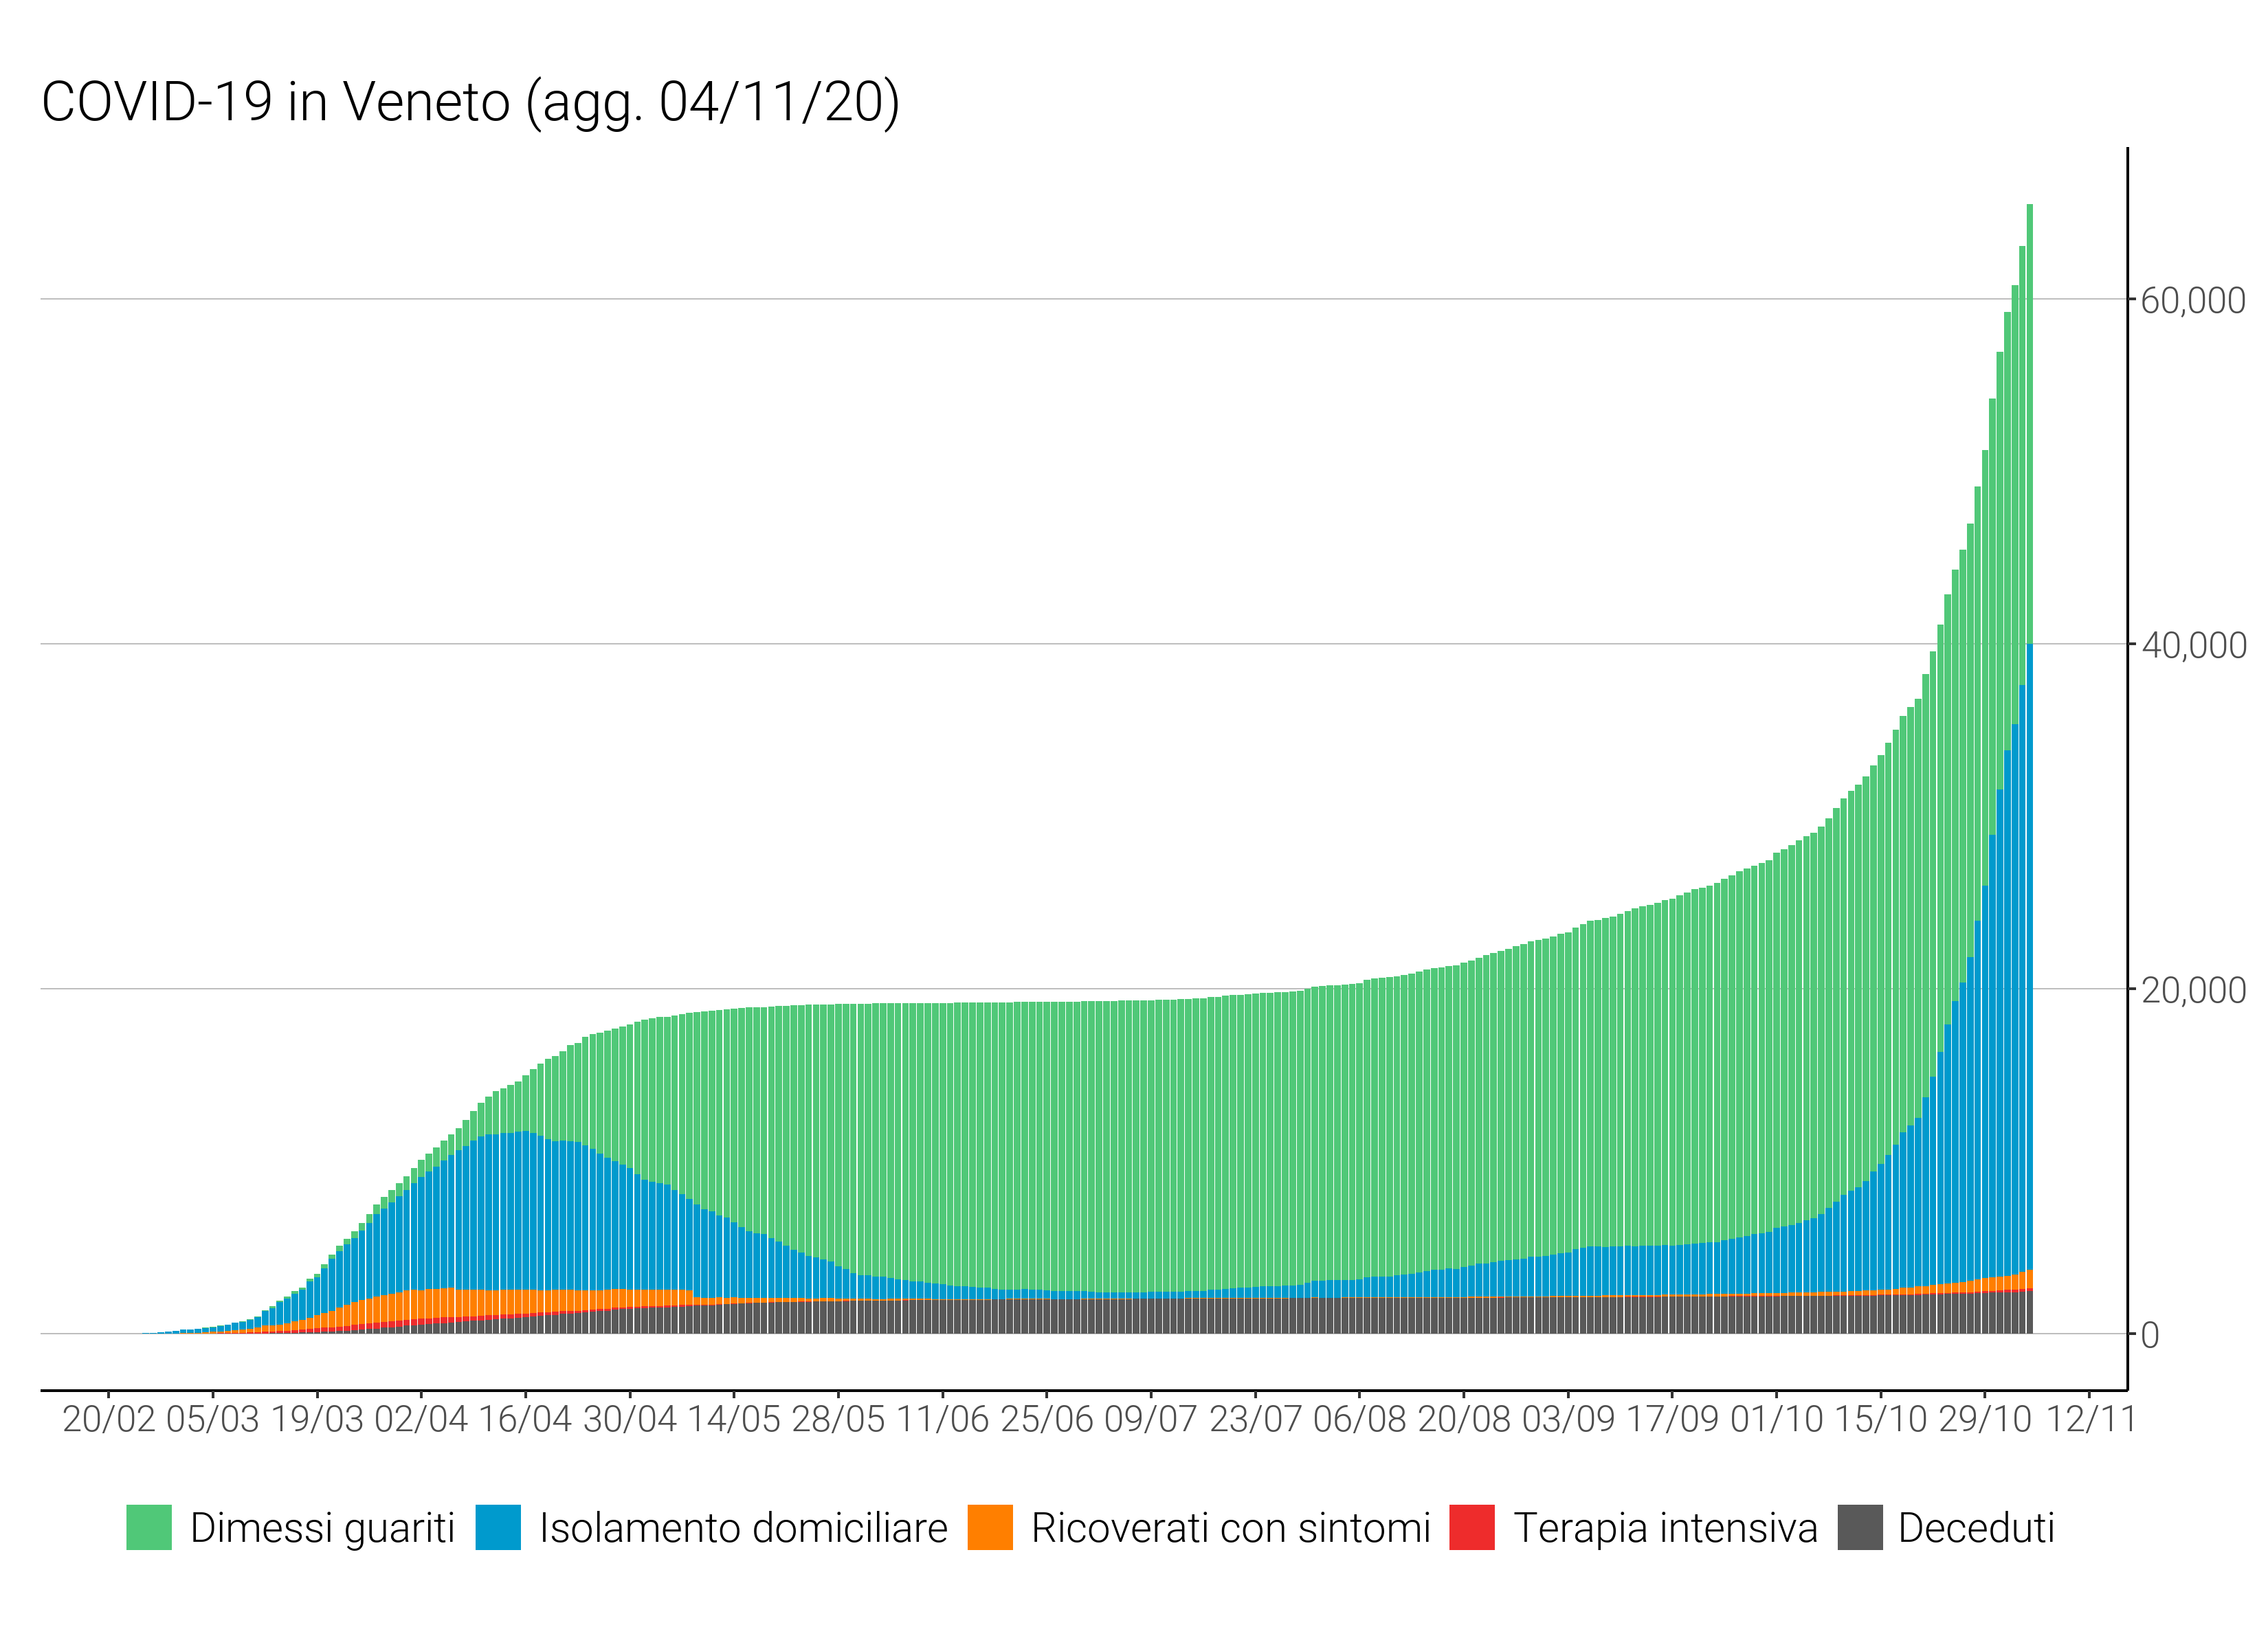 COVID-19 in Veneto (agg. 04/11/20)
60,000
40,000
20,000
0
20/02 05/03 19/03 02/04 16/04 30/04 14/05 28/05 11/06 25/06 09/07 23/07 06/08 20/08 03/09 17/09 01/10 15/10 29/10 12/11
Dimessi guariti Isolamento domiciliare Ricoverati con sintomi Terapia intensiva Deceduti